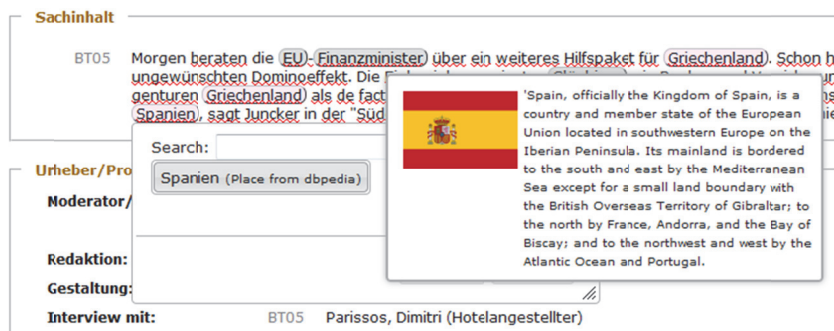 Sachinhalt
BT05 Morgen beraten die EU-Finanzminister über ein weiteres Hilfspaket für Griechenland. Schon
ungewünschten Dominoeffekt. Die
genturen Griechenland als de fact
Spanien, sagt Juncker in der "Süd
Search:
Spanien (Place from dbpedia)
'Spain, officially the Kingdom of Spain, is a
country and member state of the European
Union located in southwestern Europe on the
Iberian Peninsula. Its mainland is bordered
to the south and east by the Mediterranean
Sea except for a small land boundary with
the British Overseas Territory of Gibraltar; to
the north by France, Andorra, and the Bay of
Biscay; and to the northwest and west by the
Atlantic Ocean and Portugal.
Urheber/Pro
Noderator/
Redaktion:
Gestaltung:
Interview mit: BT05 Parissos, Dimitri (Hotelangestellter)